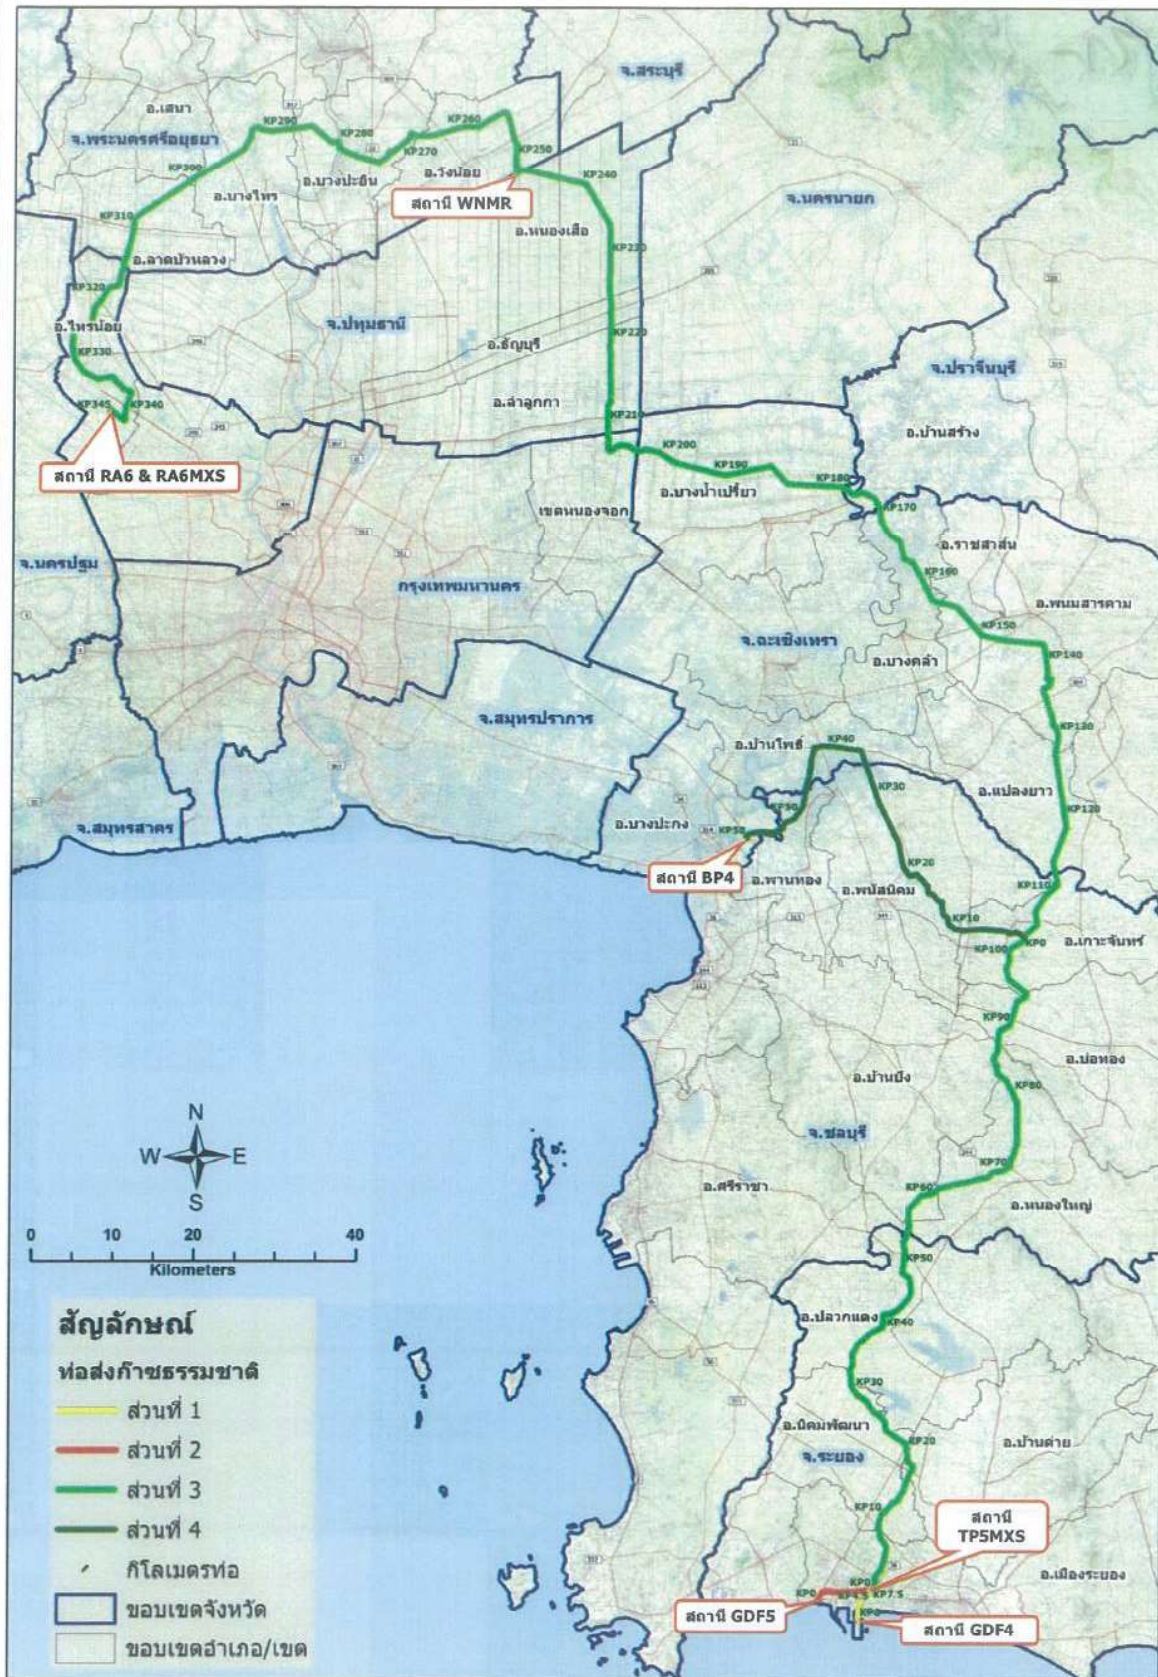 จ.สระบุรี
อ.เสนา
จ.พระนครศรีอยุธยา
KP290
KP280
KP260
KP270
KP250
อ.วังน้อย
KP240
KP300
อ.บางปะอิน
อ.บางไทร
สถานี WNMR
จ.นครนายก
KP310
อ.หนองเสือ
KP230
อ.ลาดบัวหลวง
KP320
อ.ไทรน้อย
จ.ปทุมธานี
KP220
อ.ธัญบุรี
KP330
จ.ปราจีนบุรี
KP345
KP340
อ.ลำลูกกา
KP210
อ.บ้านสร้าง
KP200
สถานี RA6 & RA6MXS
KP190
KP180
อ.บางน้ำเปรี้ยว
KP170
เขตหนองจอก
อ.ราชสาส์น
จ.นครปฐม
KP160
กรุงเทพมหานคร
อ.พนมสารคาม
KP150
จ.ฉะเชิงเทรา
KP140
อ.บางคล้า
จ.สมุทรปราการ
KP130
อ.บ้านโพธิ์
KP40
KP30
อ.แปลงยาว
KP120
จ.สมุทรสาคร
อ.บางปะกง
KP50
KP50
KP20
สถานี BP4
อ.พานทอง
อ.พนัสนิคม
KP110
KP10
KP100
KP0
อ.เกาะจันทร์
KP90
อ.บ่อทอง
อ.บ้านบึง
KP80
จ.ชลบุรี
N
W E
S
KP70
อ.ศรีราชา
KP60
อ.หนองใหญ่
0 20 40
10
Kilometers
KP50
สัญลักษณ์
อ.ปลวกแดง
KP40
ท่อส่งก๊าซธรรมชาติ
KP30
ส่วนที่ 1
อ.นิคมพัฒนา
ส่วนที่ 2
KP20
อ.บ้านค่าย
จ.ระยอง
ส่วนที่ 3
KP10
ส่วนที่ 4
สถานี
TP5MXS
กิโลเมตรท่อ
อ.เมืองระยอง
KP0
KP0
KP7.5
ขอบเขตจังหวัด
สถานี GDF5
KP0
สถานี GDF4
ขอบเขตอำเภอ/เขต